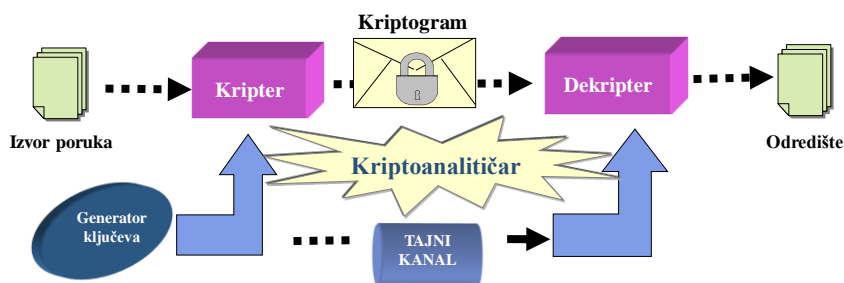 Kriptogram
Kripter
Dekripter
Izvor poruka
Odredište
Kriptoanalitičar
Generator
ključeva
TAJNI
KANAL